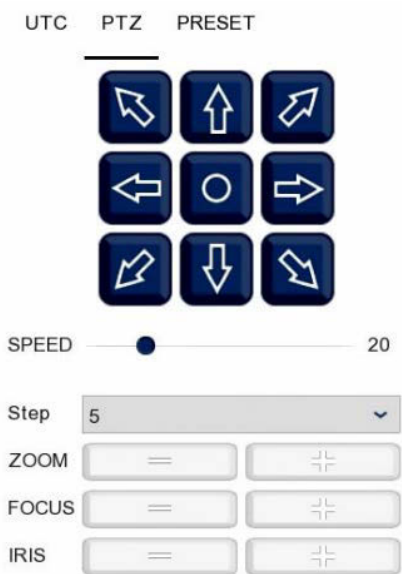 UTC PTZ PRESET
SPEED 20
Step 5
ZOOM
FOCUS
IRIS